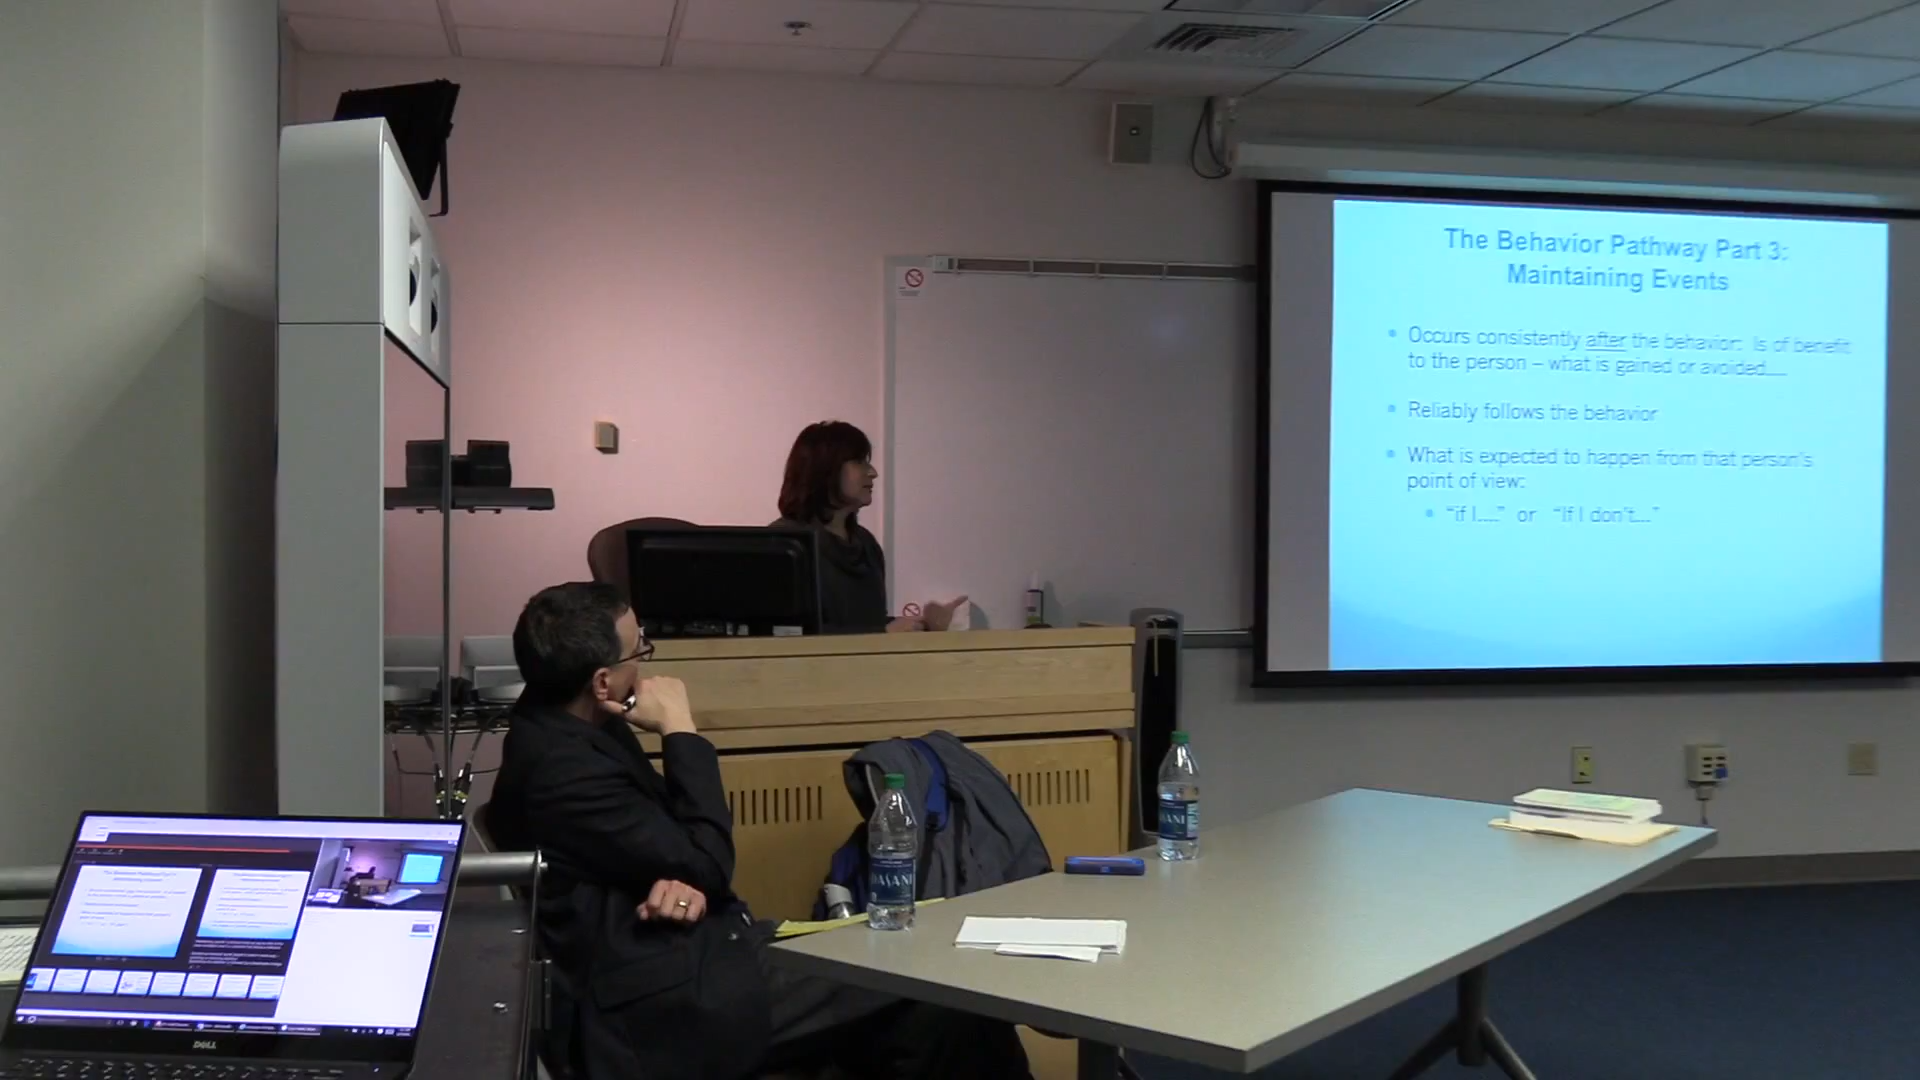 The Behavior Pathway Part 3:
Maintaining Events
• Occurs consistently after the behavior: Is of benefit
to the person – what is gained or avoided....
• Reliably follows the behavior
• What is expected to happen from that person's
point of view:
• "if I...." or "If I don't...."
DASANI
DELL